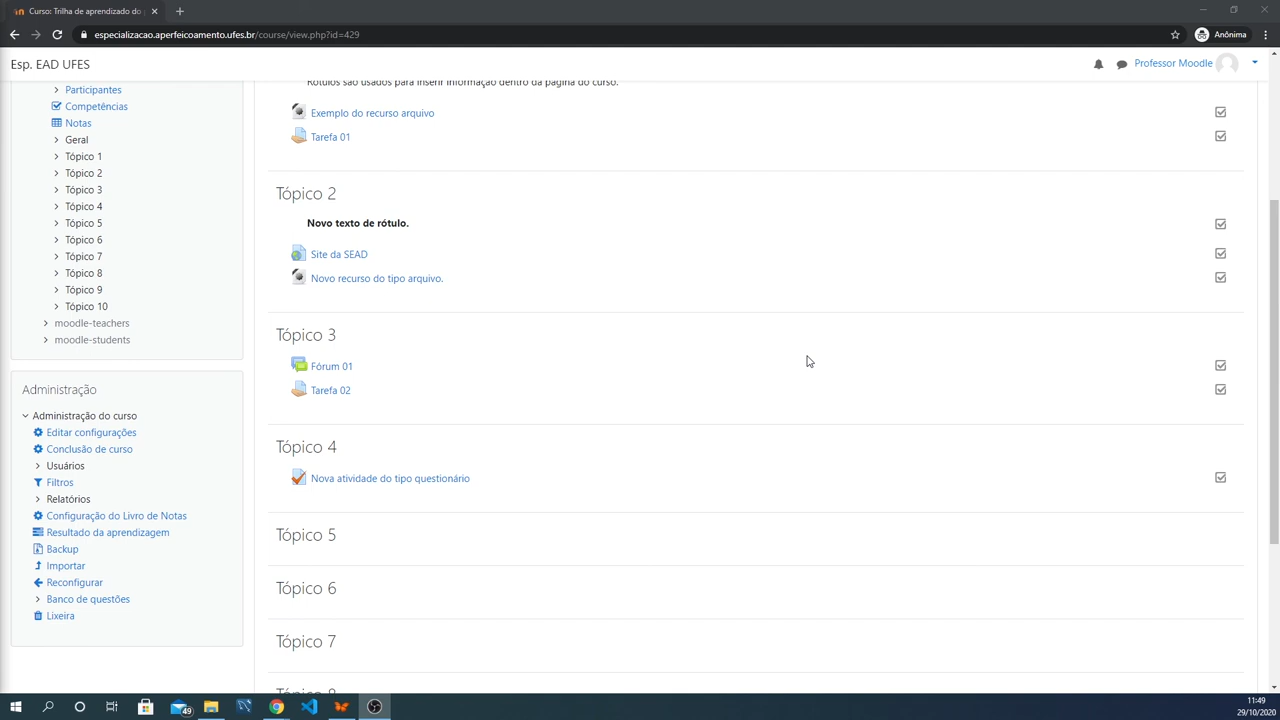 Curso: Trilha de aprendizado do p
especializacao.aperfeicoamento.ufes.br/course/view.php?id=429
Anônima
Esp. EAD UFES
Professor Moodle
Participantes
Competências
Notas
Geral
Tópico 1
Tópico 2
Tópico 3
Tópico 4
Tópico 5
Tópico 6
Tópico 7
Tópico 8
Tópico 9
Tópico 10
moodle-teachers
moodle-students
Administração
Administração do curso
Editar configurações
Conclusão de curso
Usuários
Filtros
Relatórios
Configuração do Livro de Notas
Resultado da aprendizagem
Backup
Importar
Reconfigurar
Banco de questões
Lixeira
Rótulos são usados para inserir informação dentro da página do curso.
Exemplo do recurso arquivo
Tarefa 01
Tópico 2
Novo texto de rótulo.
Site da SEAD
Novo recurso do tipo arquivo.
Tópico 3
Fórum 01
Tarefa 02
Tópico 4
Nova atividade do tipo questionário
Tópico 5
Tópico 6
Tópico 7
Tópico 8
49
11:49
29/10/2020